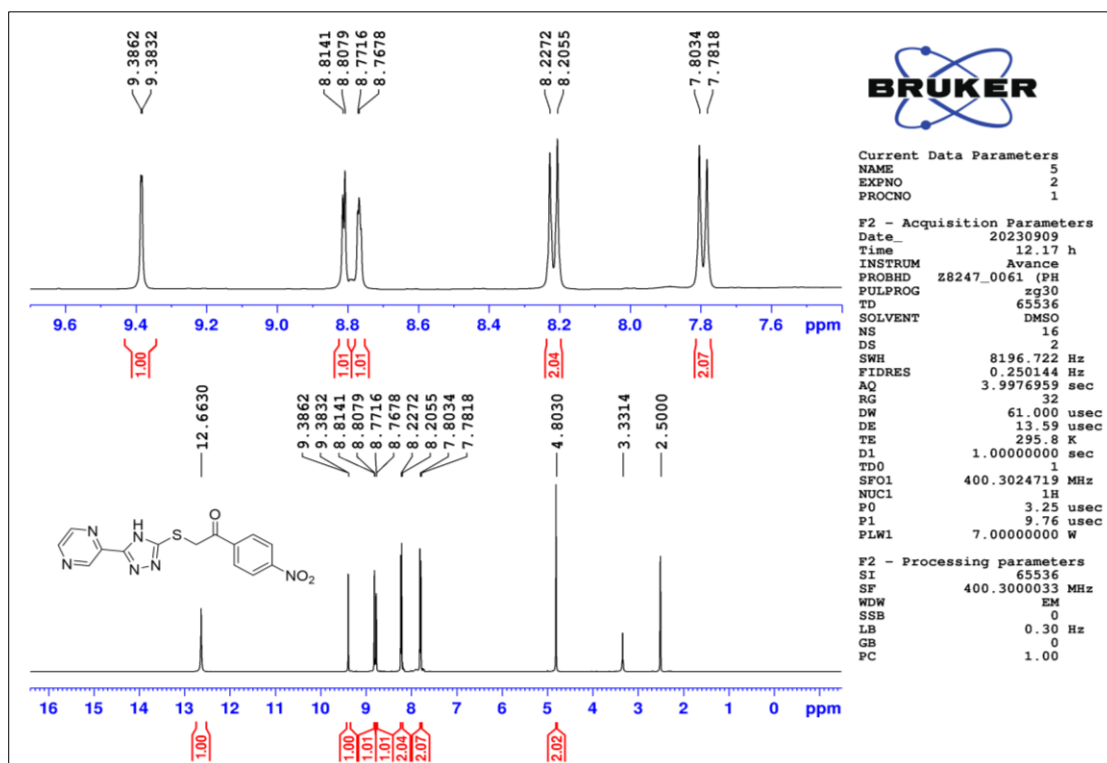 9.3862
9.3832
8.8141
8.8079
8.7716
8.7678
8.2272
8.2055
7.8034
7.7818
9.6 9.4 9.2 9.0 8.8 8.6 8.4 8.2 8.0 7.8 7.6 ppm
1.00 1.01 1.01 2.04 2.07
12.6630
9.3862
9.3832
8.8141
8.8079
8.7716
8.7678
8.2272
8.2055
7.8034
7.7818
4.8030
3.3314
2.5000
N
N
H
N
N
N
S
O
NO2
16 15 14 13 12 11 10 9 8 7 6 5 4 3 2 1 0 ppm
1.00 1.00 1.01 1.01 2.04 2.07 2.02
BRUKER
Current Data Parameters
NAME 5
EXPNO 2
PROCNO 1
F2 - Acquisition Parameters
Date_ 20230909
Time 12.17 h
INSTRUM Avance
PROBHD Z8247_0061 (PH
PULPROG zg30
TD 65536
SOLVENT DMSO
NS 16
DS 2
SWH 8196.722 Hz
FIDRES 0.250144 Hz
AQ 3.9976959 sec
RG 32
DW 61.000 usec
DE 13.59 usec
TE 295.8 K
D1 1.00000000 sec
TD0 1
SFO1 400.3024719 MHz
NUC1 1H
P0 3.25 usec
P1 9.76 usec
PLW1 7.00000000 W
F2 - Processing parameters
SI 65536
SF 400.3000033 MHz
WDW EM
SSB 0
LB 0.30 Hz
GB 0
PC 1.00